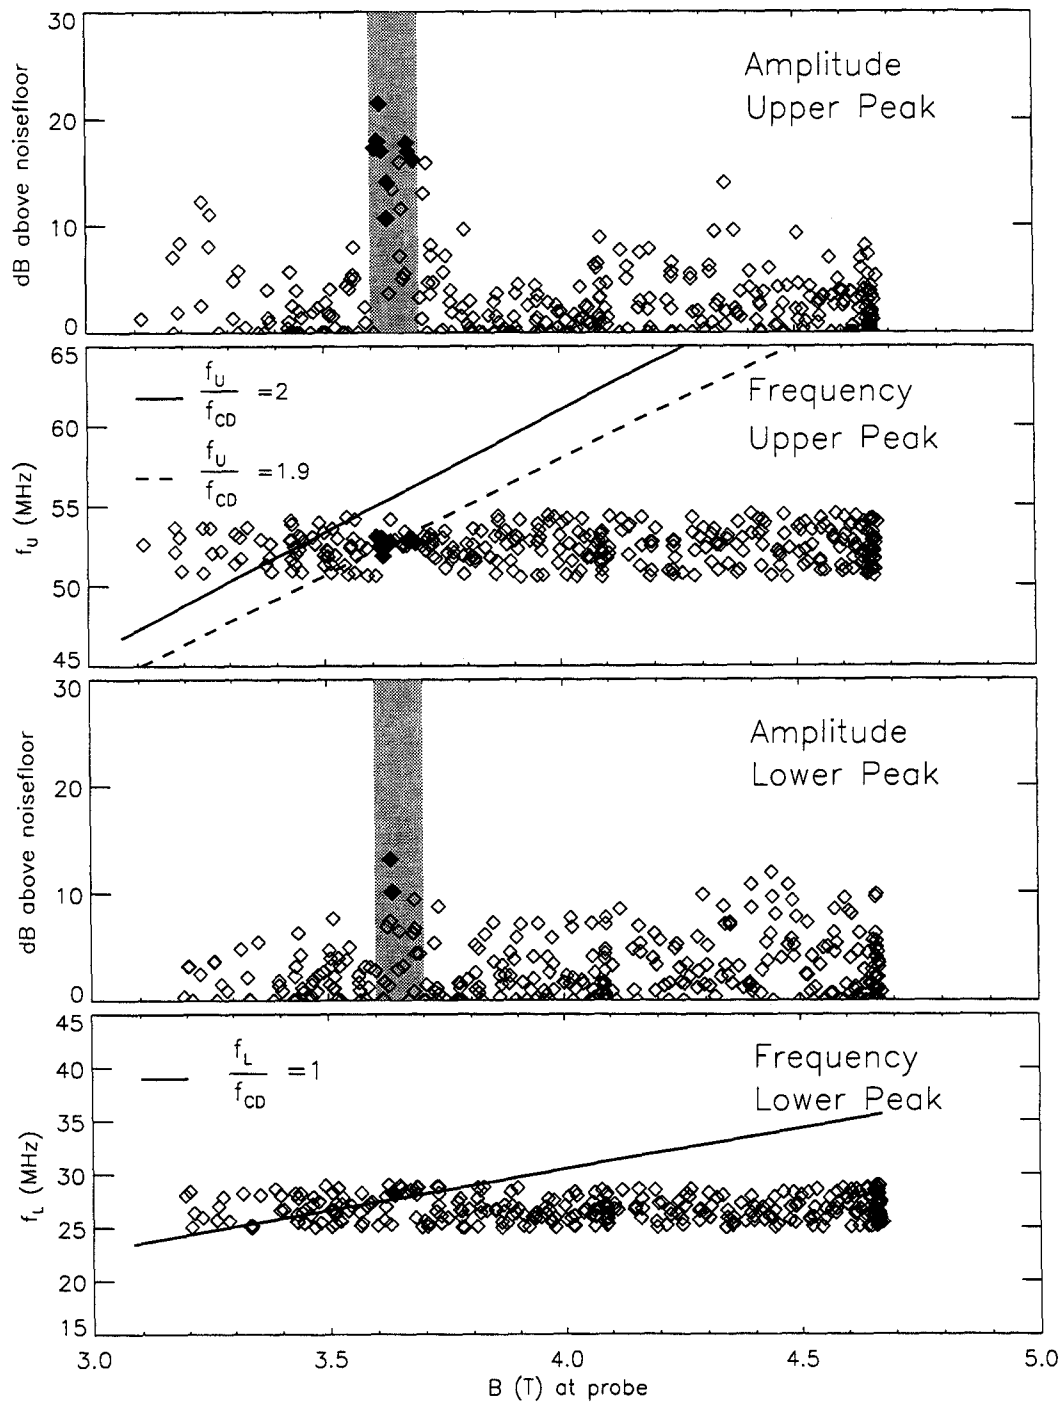 30
20
10
0
dB above noisefloor
Amplitude
Upper Peak
65
60
55
50
45
f_U (MHz)
f_U
f_CD
=2
f_U
f_CD
=1.9
Frequency
Upper Peak
30
20
10
0
dB above noisefloor
Amplitude
Lower Peak
45
40
35
30
25
20
15
f_L (MHz)
f_L
f_CD
=1
Frequency
Lower Peak
3.0
3.5
4.0
4.5
5.0
B (T) at probe